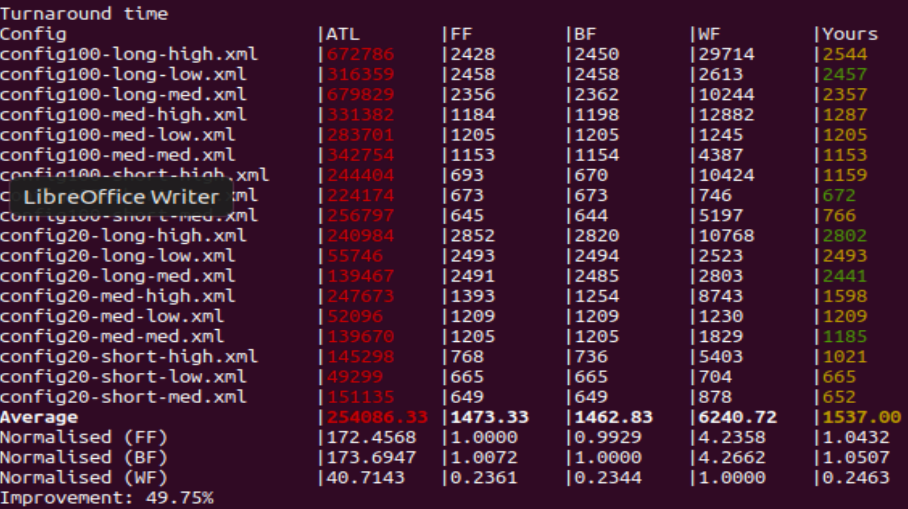 Turnaround time
Config |ATL |FF |BF |WF |Yours
config100-long-high.xml |672786 |2428 |2450 |29714 |2544
config100-long-low.xml |316359 |2458 |2458 |2613 |2457
config100-long-med.xml |679829 |2356 |2362 |10244 |2357
config100-med-high.xml |331382 |1184 |1198 |12882 |1287
config100-med-low.xml |283701 |1205 |1205 |1245 |1205
config100-med-med.xml |342754 |1153 |1154 |4387 |1153
config100-short-high.xml |244404 |693 |670 |10424 |1159
LibreOffice Writer xml |224174 |673 |673 |746 |672
config100-short-med.xml |256797 |645 |644 |5197 |766
config20-long-high.xml |240984 |2852 |2820 |10768 |2802
config20-long-low.xml |55746 |2493 |2494 |2523 |2493
config20-long-med.xml |139467 |2491 |2485 |2803 |2441
config20-med-high.xml |247673 |1393 |1254 |8743 |1598
config20-med-low.xml |52096 |1209 |1209 |1230 |1209
config20-med-med.xml |139670 |1205 |1205 |1829 |1185
config20-short-high.xml |145298 |768 |736 |5403 |1021
config20-short-low.xml |49299 |665 |665 |704 |665
config20-short-med.xml |151135 |649 |649 |878 |652
Average |254086.33 |1473.33 |1462.83 |6240.72 |1537.00
Normalised (FF) |172.4568 |1.0000 |0.9929 |4.2358 |1.0432
Normalised (BF) |173.6947 |1.0072 |1.0000 |4.2662 |1.0507
Normalised (WF) |40.7143 |0.2361 |0.2344 |1.0000 |0.2463
Improvement: 49.75%